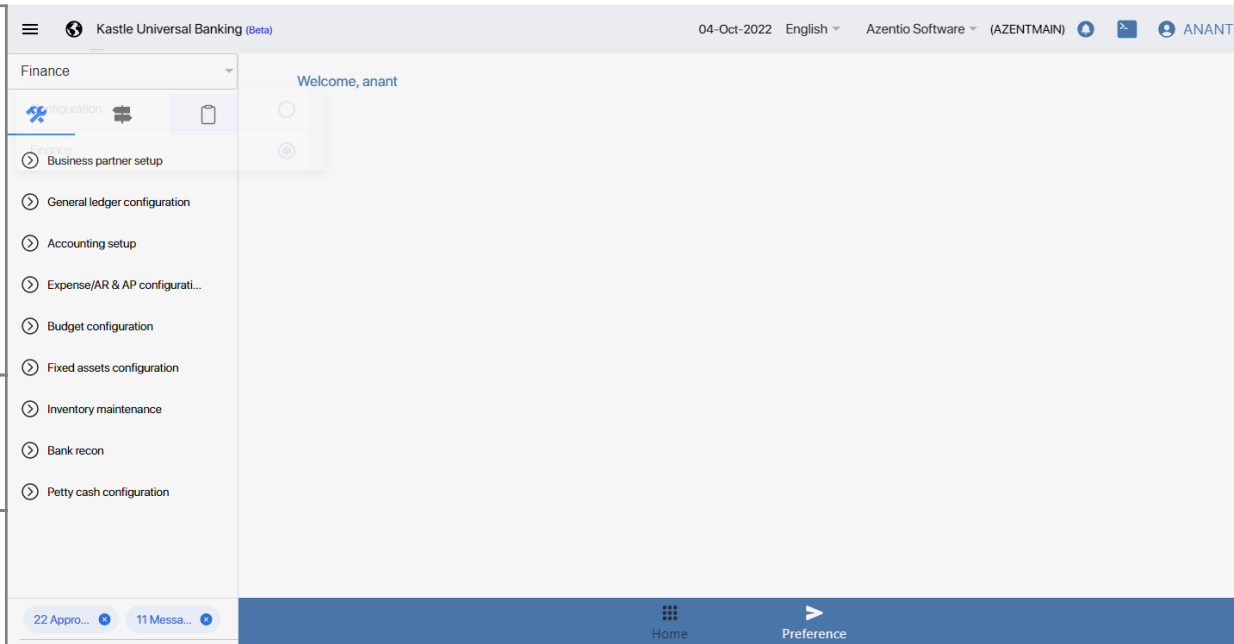 Kastle Universal Banking (Beta)
04-Oct-2022 English Azentio Software (AZENTMAIN) ANANT
Finance
Welcome, anant
Configuration
Finance
Business partner setup
General ledger configuration
Accounting setup
Expense/AR & AP configurati...
Budget configuration
Fixed assets configuration
Inventory maintenance
Bank recon
Petty cash configuration
22 Appro... 11 Messa...
Home Preference